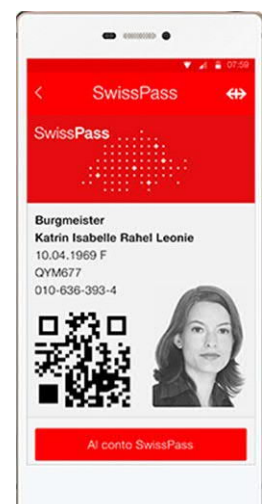 07:59
SwissPass
SwissPass
Burgmeister
Katrin Isabelle Rahel Leonie
10.04.1969 F
QYM677
010-636-393-4
Al conto SwissPass